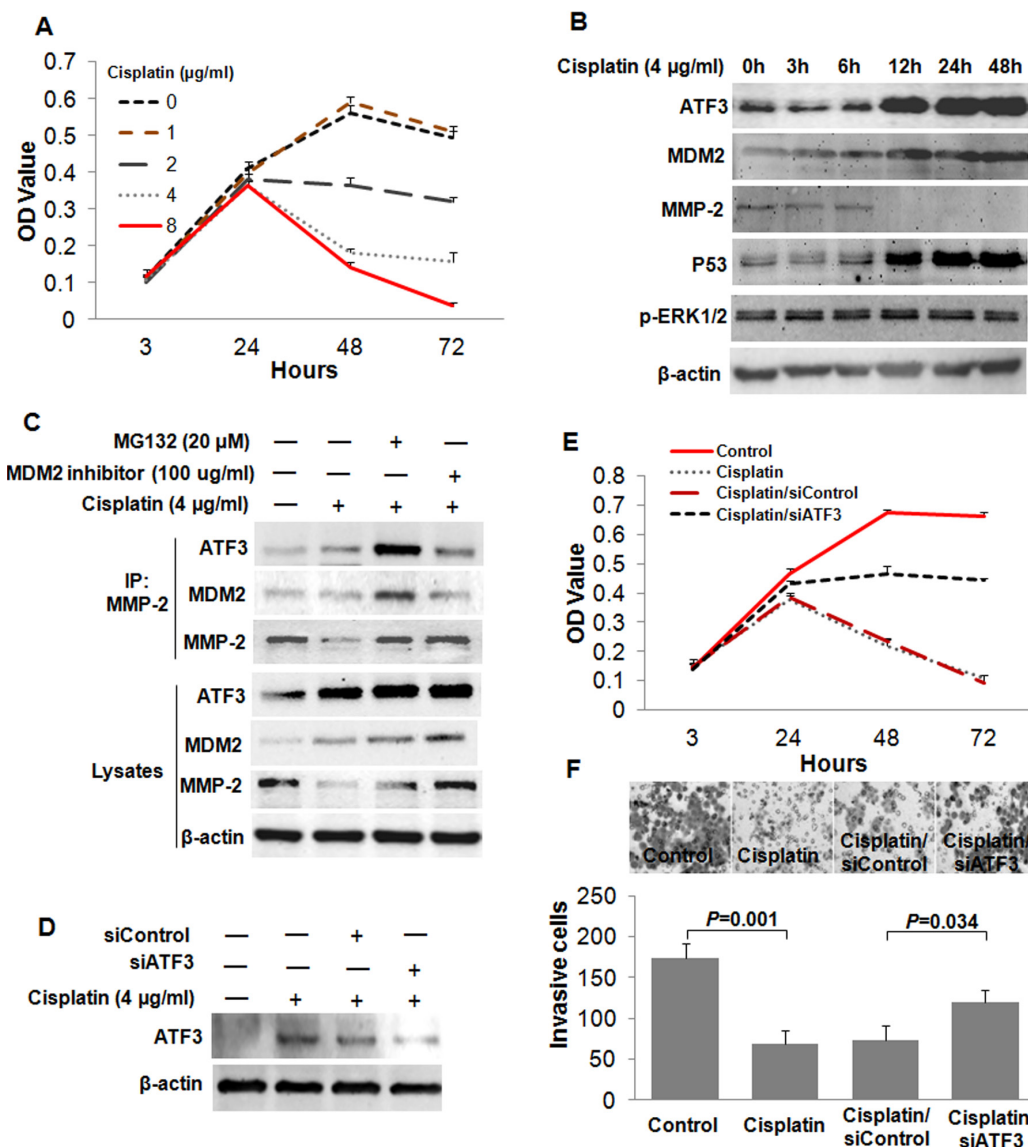 A
Cisplatin (µg/ml)
0
1
2
4
8
0.7
0.6
0.5
0.4
0.3
0.2
0.1
0
OD Value
3 24 48 72
Hours
B
Cisplatin (4 µg/ml) 0h 3h 6h 12h 24h 48h
ATF3
MDM2
MMP-2
P53
p-ERK1/2
β-actin
C
MG132 (20 µM) — — + —
MDM2 inhibitor (100 ug/ml) — — — +
Cisplatin (4 µg/ml) — + + +
IP:
MMP-2
ATF3
MDM2
MMP-2
Lysates
ATF3
MDM2
MMP-2
β-actin
D
siControl — — + —
siATF3 — — — +
Cisplatin (4 µg/ml) — + + +
ATF3
β-actin
E
Control
Cisplatin
Cisplatin/siControl
Cisplatin/siATF3
0.8
0.7
0.6
0.5
0.4
0.3
0.2
0.1
0
OD Value
3 24 48 72
Hours
F
Control
Cisplatin
Cisplatin/
siControl
Cisplatin/
siATF3
250
200
150
100
50
0
Invasive cells
P=0.001
P=0.034
Control
Cisplatin
Cisplatin/
siControl
Cisplatin/
siATF3